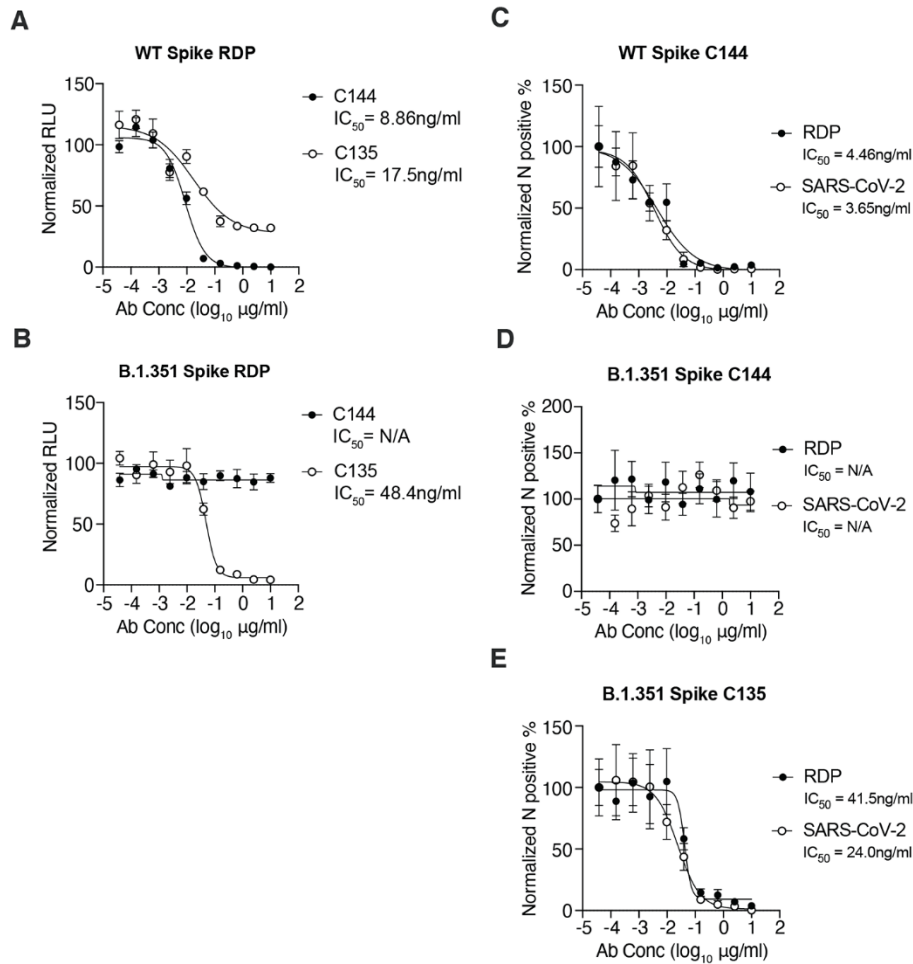 A
WT Spike RDP
Normalized RLU
150
100
50
0
-5 -4 -3 -2 -1 0 1 2
Ab Conc (log10 µg/ml)
C144
IC50= 8.86ng/ml
C135
IC50= 17.5ng/ml
B
B.1.351 Spike RDP
Normalized RLU
150
100
50
0
-5 -4 -3 -2 -1 0 1 2
Ab Conc (log10 µg/ml)
C144
IC50= N/A
C135
IC50= 48.4ng/ml
C
WT Spike C144
Normalized N positive %
150
100
50
0
-5 -4 -3 -2 -1 0 1 2
Ab Conc (log10 µg/ml)
RDP
IC50 = 4.46ng/ml
SARS-CoV-2
IC50 = 3.65ng/ml
D
B.1.351 Spike C144
Normalized N positive %
200
150
100
50
0
-5 -4 -3 -2 -1 0 1 2
Ab Conc (log10 µg/ml)
RDP
IC50 = N/A
SARS-CoV-2
IC50 = N/A
E
B.1.351 Spike C135
Normalized N positive %
150
100
50
0
-5 -4 -3 -2 -1 0 1 2
Ab Conc (log10 µg/ml)
RDP
IC50 = 41.5ng/ml
SARS-CoV-2
IC50 = 24.0ng/ml